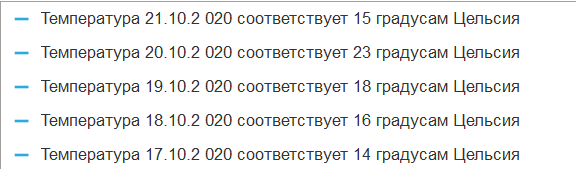 Температура 21.10.2 020 соответствует 15 градусам Цельсия
Температура 20.10.2 020 соответствует 23 градусам Цельсия
Температура 19.10.2 020 соответствует 18 градусам Цельсия
Температура 18.10.2 020 соответствует 16 градусам Цельсия
Температура 17.10.2 020 соответствует 14 градусам Цельсия